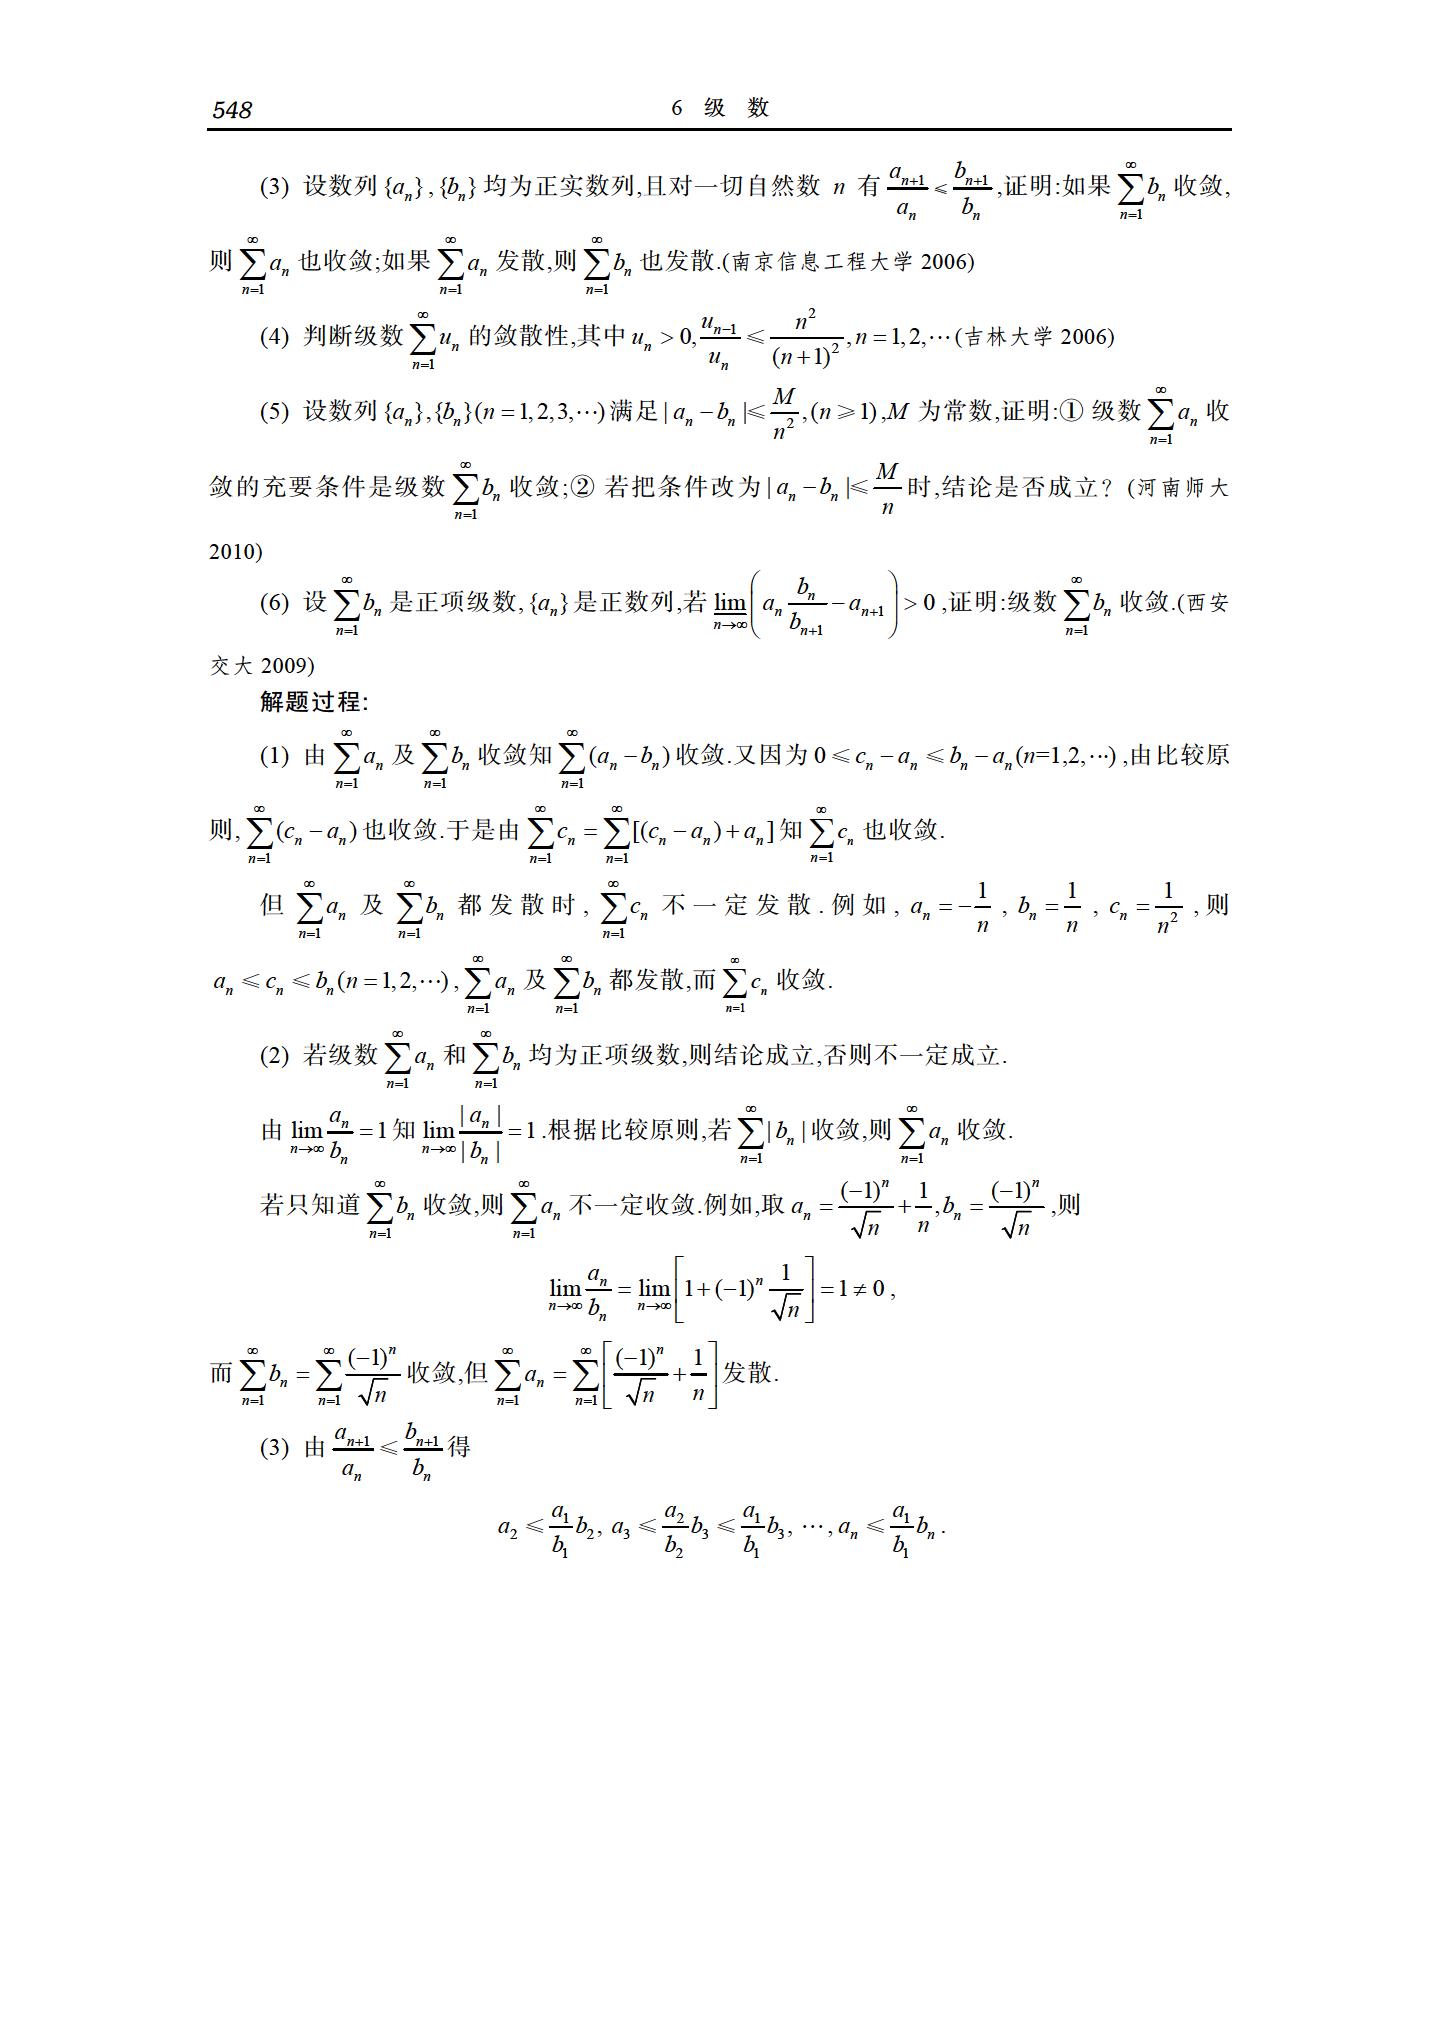 548 6 级 数
(3) 设数列 {aₙ}, {bₙ} 均为正实数列,且对一切自然数 n 有 $\frac{a_{n+1}}{a_n} \leqslant \frac{b_{n+1}}{b_n}$,证明:如果 $\sum_{n=1}^{\infty} b_n$ 收敛,
则 $\sum_{n=1}^{\infty} a_n$ 也收敛;如果 $\sum_{n=1}^{\infty} a_n$ 发散,则 $\sum_{n=1}^{\infty} b_n$ 也发散.(南京信息工程大学 2006)
(4) 判断级数 $\sum_{n=1}^{\infty} u_n$ 的敛散性,其中 $u_n > 0, \frac{u_{n-1}}{u_n} \leqslant \frac{n^2}{(n+1)^2}, n = 1, 2, \cdots$ (吉林大学 2006)
(5) 设数列 $\{a_n\}, \{b_n\} (n = 1, 2, 3, \cdots)$ 满足 $|a_n - b_n| \leqslant \frac{M}{n^2}, (n \geqslant 1)$, M 为常数,证明:① 级数 $\sum_{n=1}^{\infty} a_n$ 收
敛的充要条件是级数 $\sum_{n=1}^{\infty} b_n$ 收敛;② 若把条件改为 $|a_n - b_n| \leqslant \frac{M}{n}$ 时,结论是否成立? (河南师大
2010)
(6) 设 $\sum_{n=1}^{\infty} b_n$ 是正项级数, $\{a_n\}$ 是正数列,若 $\varliminf_{n \to \infty} \left( a_n \frac{b_n}{b_{n+1}} - a_{n+1} \right) > 0$ ,证明:级数 $\sum_{n=1}^{\infty} b_n$ 收敛.(西安
交大 2009)
解题过程:
(1) 由 $\sum_{n=1}^{\infty} a_n$ 及 $\sum_{n=1}^{\infty} b_n$ 收敛知 $\sum_{n=1}^{\infty} (a_n - b_n)$ 收敛.又因为 $0 \leqslant c_n - a_n \leqslant b_n - a_n (n=1,2,\cdots)$ ,由比较原
则, $\sum_{n=1}^{\infty} (c_n - a_n)$ 也收敛.于是由 $\sum_{n=1}^{\infty} c_n = \sum_{n=1}^{\infty} [(c_n - a_n) + a_n]$ 知 $\sum_{n=1}^{\infty} c_n$ 也收敛.
但 $\sum_{n=1}^{\infty} a_n$ 及 $\sum_{n=1}^{\infty} b_n$ 都发散时, $\sum_{n=1}^{\infty} c_n$ 不一定发散.例如, $a_n = -\frac{1}{n}$ , $b_n = \frac{1}{n}$ , $c_n = \frac{1}{n^2}$ ,则
$a_n \leqslant c_n \leqslant b_n (n = 1, 2, \cdots)$, $\sum_{n=1}^{\infty} a_n$ 及 $\sum_{n=1}^{\infty} b_n$ 都发散,而 $\sum_{n=1}^{\infty} c_n$ 收敛.
(2) 若级数 $\sum_{n=1}^{\infty} a_n$ 和 $\sum_{n=1}^{\infty} b_n$ 均为正项级数,则结论成立,否则不一定成立.
由 $\lim_{n \to \infty} \frac{a_n}{b_n} = 1$ 知 $\lim_{n \to \infty} \frac{|a_n|}{|b_n|} = 1$ .根据比较原则,若 $\sum_{n=1}^{\infty} |b_n|$ 收敛,则 $\sum_{n=1}^{\infty} a_n$ 收敛.
若只知道 $\sum_{n=1}^{\infty} b_n$ 收敛,则 $\sum_{n=1}^{\infty} a_n$ 不一定收敛.例如,取 $a_n = \frac{(-1)^n}{\sqrt{n}} + \frac{1}{n}, b_n = \frac{(-1)^n}{\sqrt{n}}$ ,则
$\lim_{n \to \infty} \frac{a_n}{b_n} = \lim_{n \to \infty} \left[ 1 + (-1)^n \frac{1}{\sqrt{n}} \right] = 1 \neq 0$ ,
而 $\sum_{n=1}^{\infty} b_n = \sum_{n=1}^{\infty} \frac{(-1)^n}{\sqrt{n}}$ 收敛,但 $\sum_{n=1}^{\infty} a_n = \sum_{n=1}^{\infty} \left[ \frac{(-1)^n}{\sqrt{n}} + \frac{1}{n} \right]$ 发散.
(3) 由 $\frac{a_{n+1}}{a_n} \leqslant \frac{b_{n+1}}{b_n}$ 得
$a_2 \leqslant \frac{a_1}{b_1} b_2, a_3 \leqslant \frac{a_2}{b_2} b_3 \leqslant \frac{a_1}{b_1} b_3, \cdots, a_n \leqslant \frac{a_1}{b_1} b_n$ .